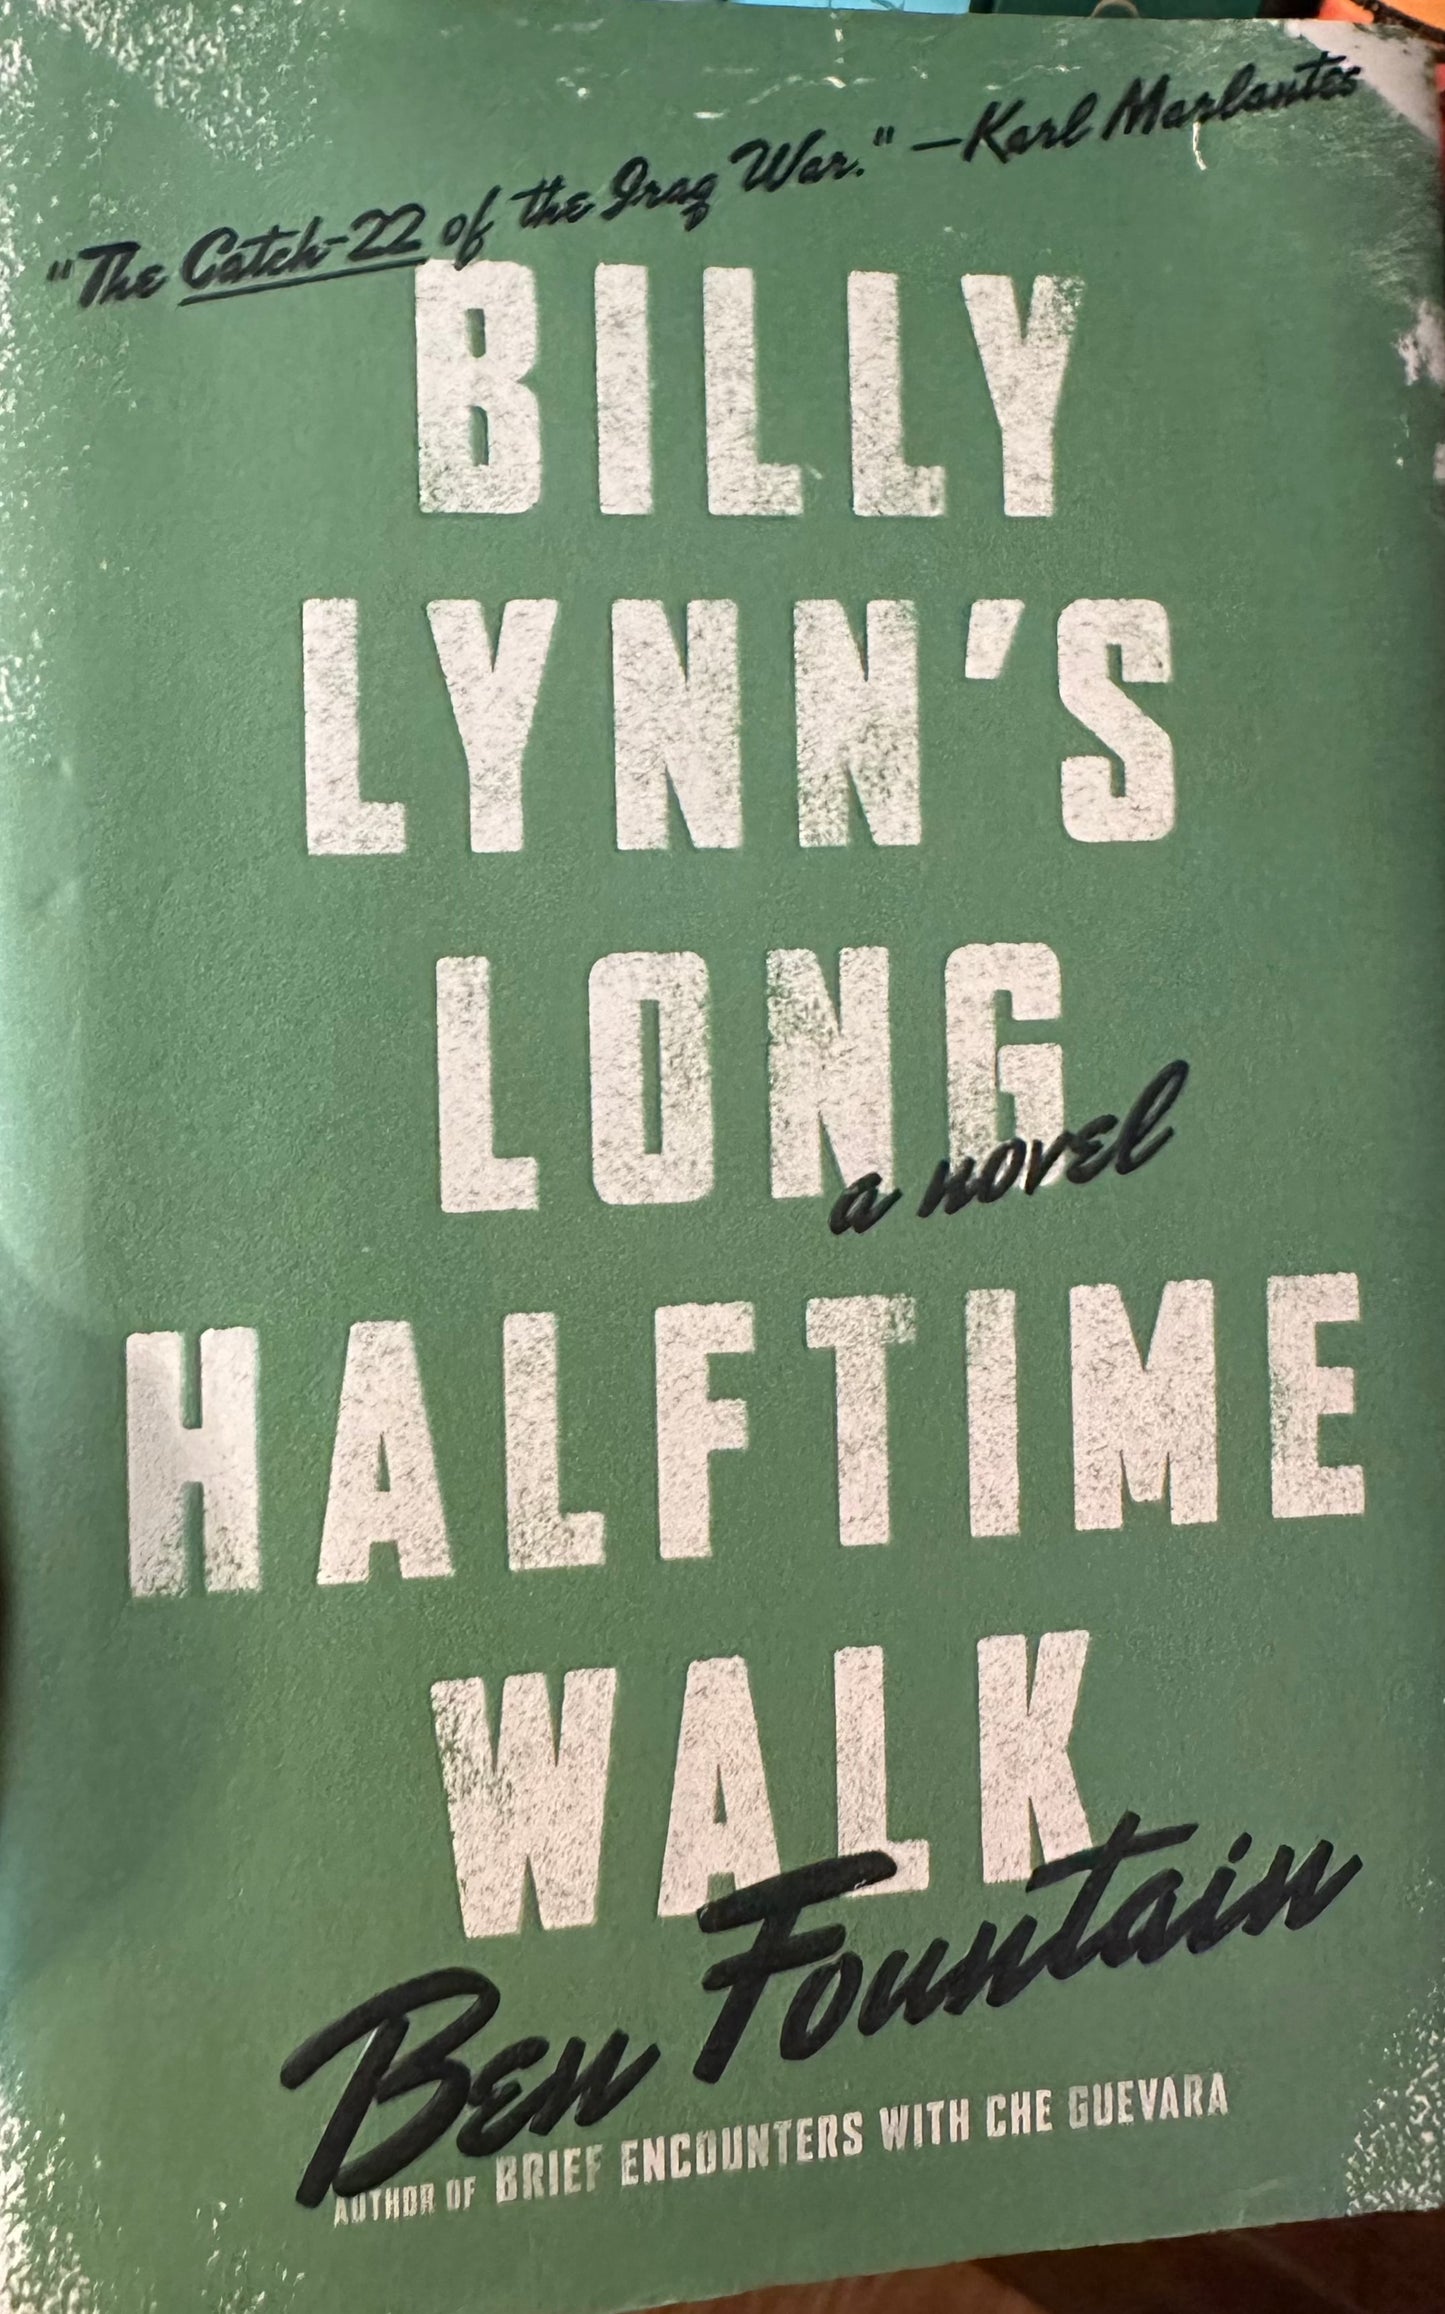 "The Catch-22 of the Iraq War." —Karl Marlantes
BILLY
LYNN'S
LONG
a novel
HALFTIME
WALK
Ben Fountain
AUTHOR OF BRIEF ENCOUNTERS WITH CHE GUEVARA